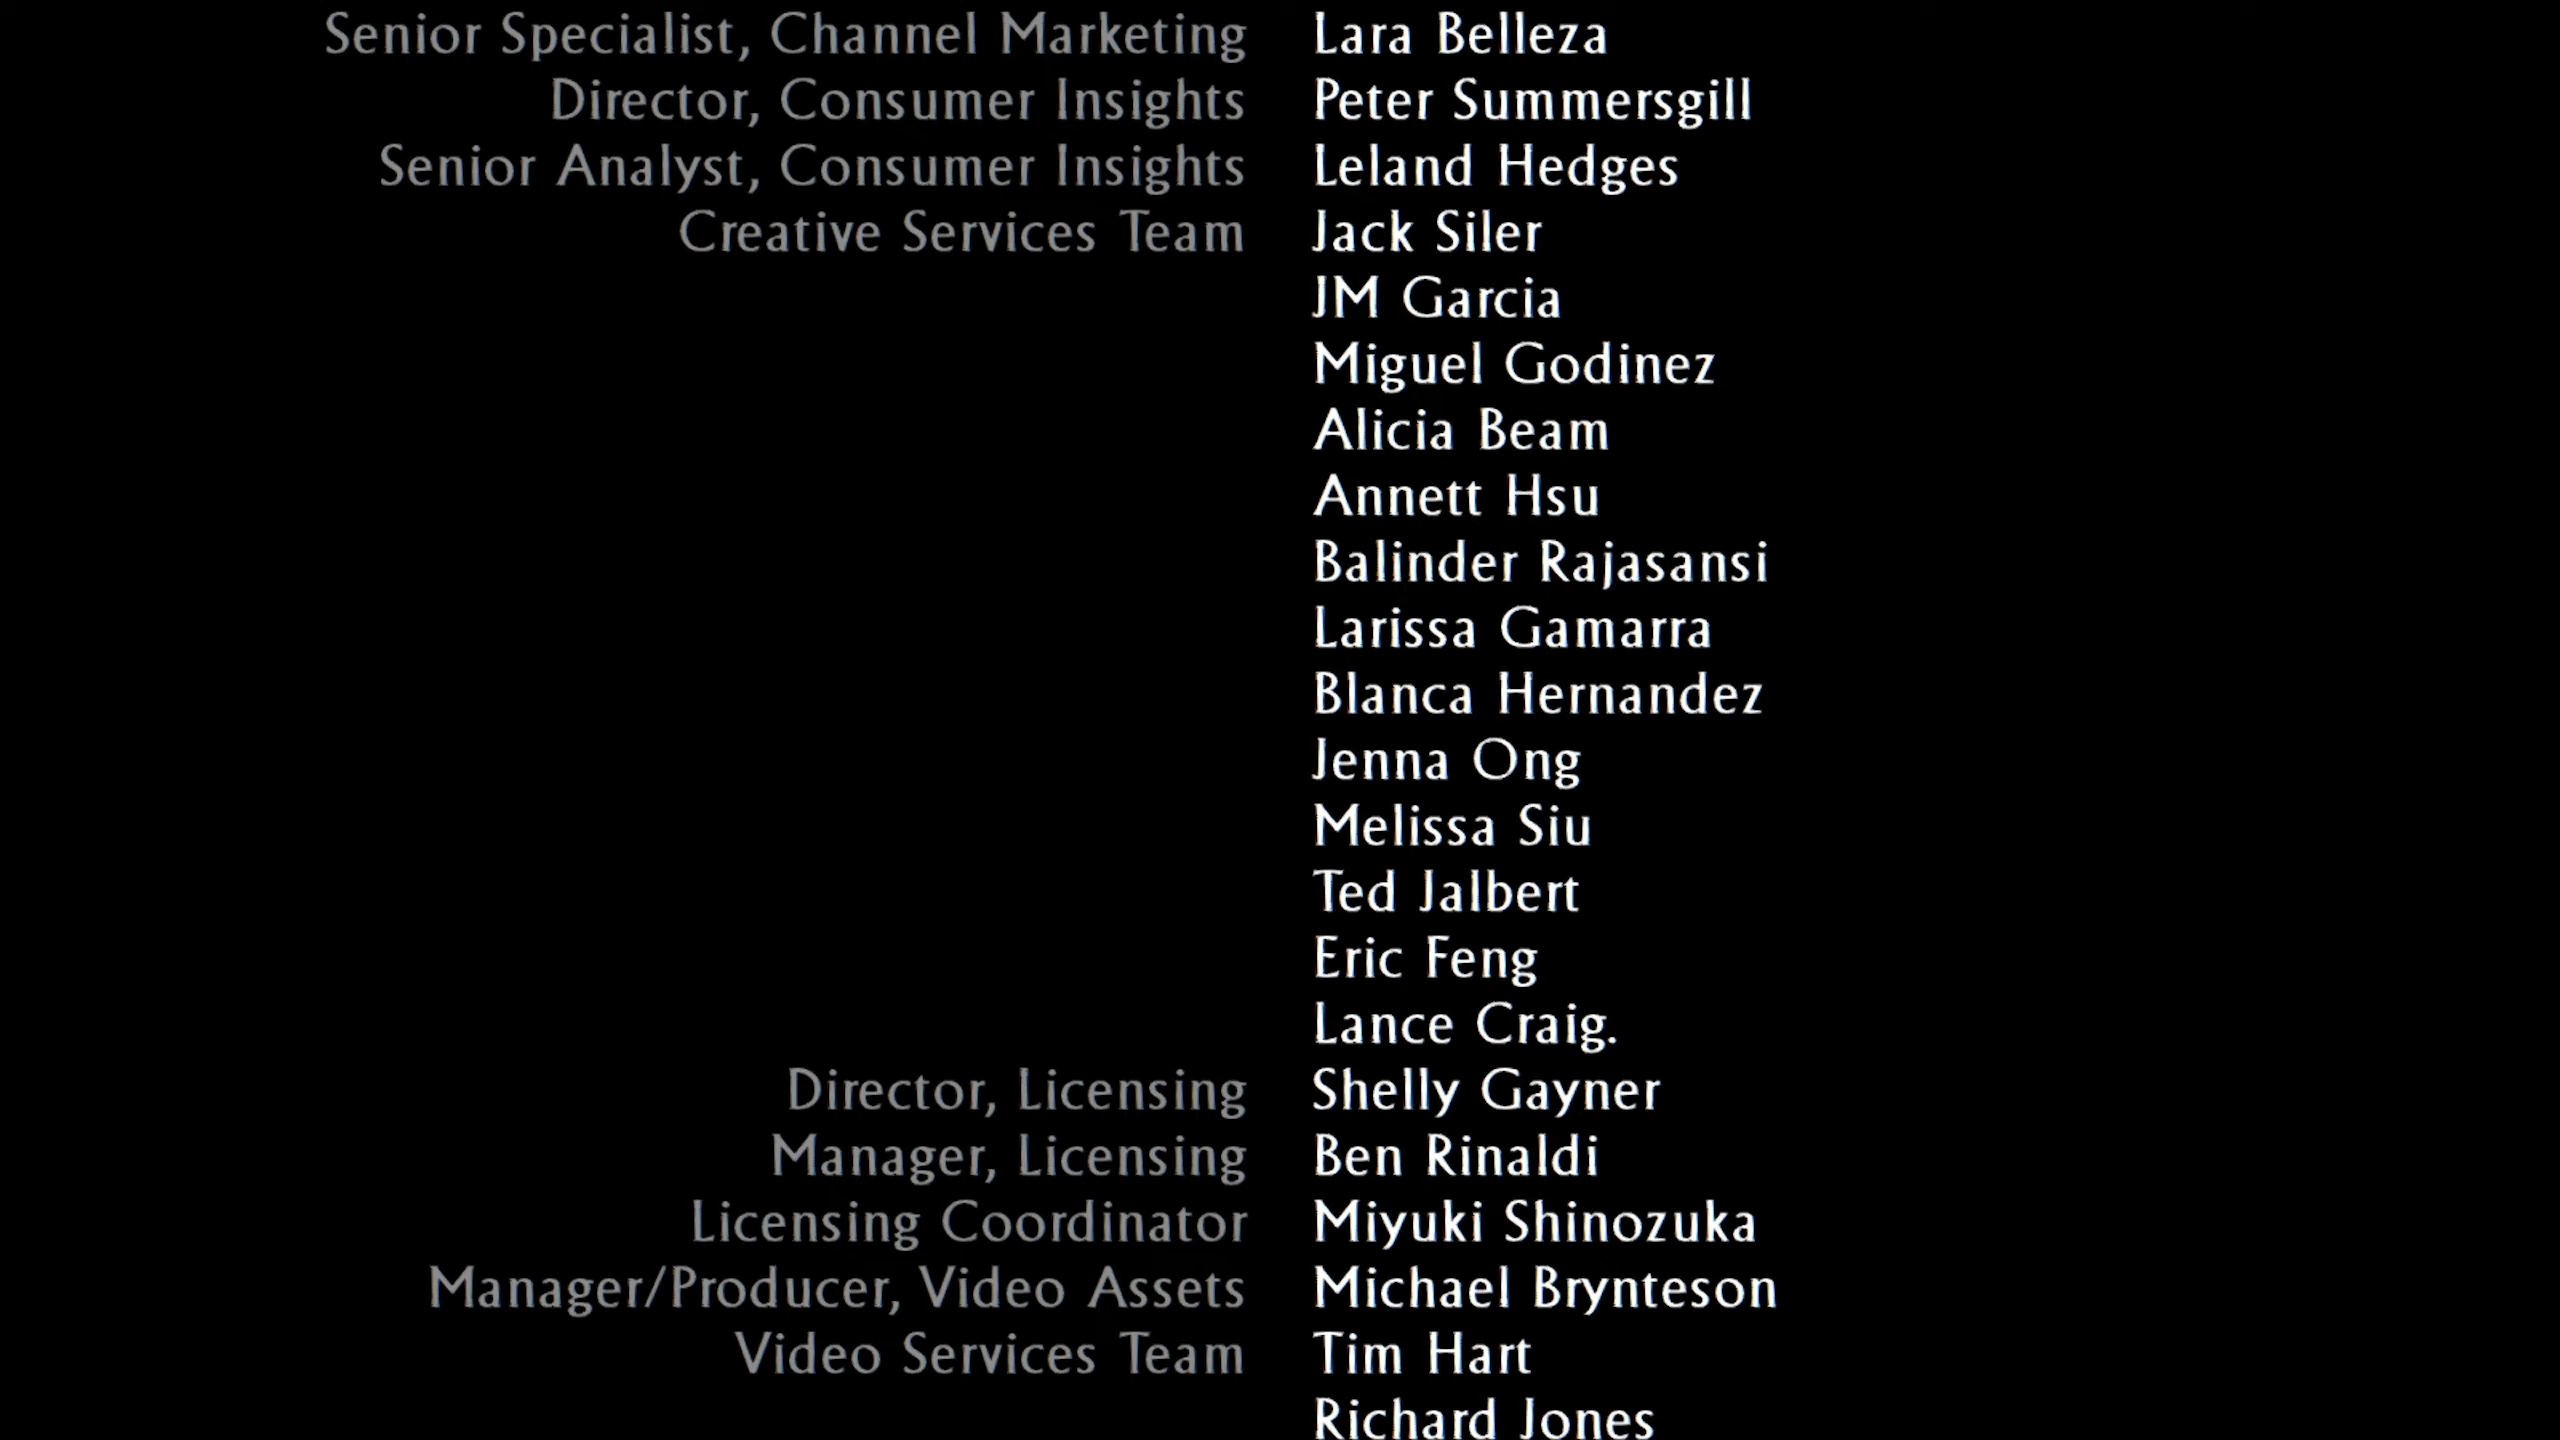 Senior Specialist, Channel Marketing Lara Belleza
Director, Consumer Insights Peter Summersgill
Senior Analyst, Consumer Insights Leland Hedges
Creative Services Team Jack Siler
JM Garcia
Miguel Godinez
Alicia Beam
Annett Hsu
Balinder Rajasansi
Larissa Gamarra
Blanca Hernandez
Jenna Ong
Melissa Siu
Ted Jalbert
Eric Feng
Lance Craig.
Director, Licensing Shelly Gayner
Manager, Licensing Ben Rinaldi
Licensing Coordinator Miyuki Shinozuka
Manager/Producer, Video Assets Michael Brynteson
Video Services Team Tim Hart
Richard Jones